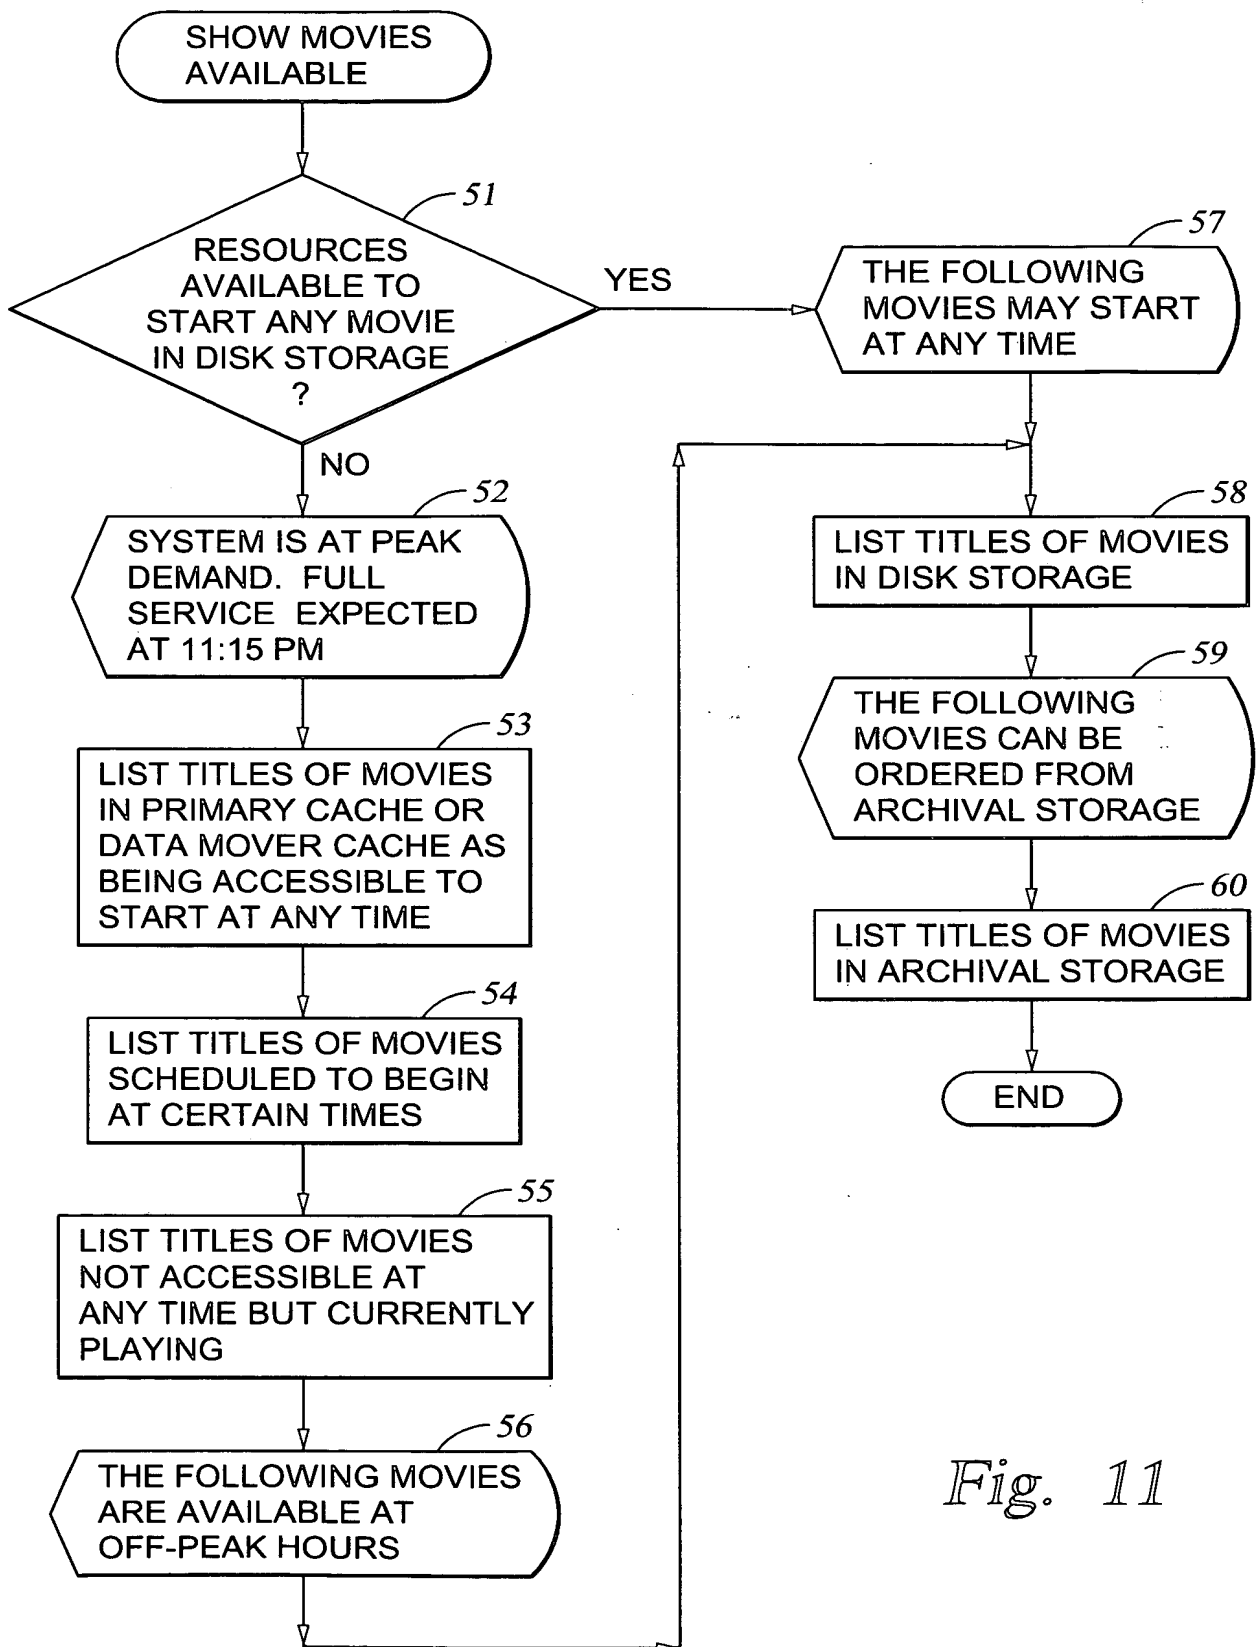 SHOW MOVIES
AVAILABLE
51
RESOURCES
AVAILABLE TO
START ANY MOVIE
IN DISK STORAGE
?
YES
NO
52
SYSTEM IS AT PEAK
DEMAND. FULL
SERVICE EXPECTED
AT 11:15 PM
53
LIST TITLES OF MOVIES
IN PRIMARY CACHE OR
DATA MOVER CACHE AS
BEING ACCESSIBLE TO
START AT ANY TIME
54
LIST TITLES OF MOVIES
SCHEDULED TO BEGIN
AT CERTAIN TIMES
55
LIST TITLES OF MOVIES
NOT ACCESSIBLE AT
ANY TIME BUT CURRENTLY
PLAYING
56
THE FOLLOWING MOVIES
ARE AVAILABLE AT
OFF-PEAK HOURS
57
THE FOLLOWING
MOVIES MAY START
AT ANY TIME
58
LIST TITLES OF MOVIES
IN DISK STORAGE
59
THE FOLLOWING
MOVIES CAN BE
ORDERED FROM
ARCHIVAL STORAGE
60
LIST TITLES OF MOVIES
IN ARCHIVAL STORAGE
END
Fig. 11